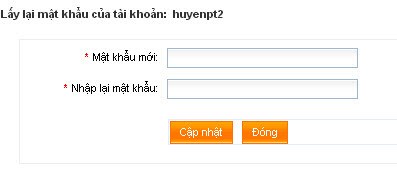 Lấy lại mật khẩu của tài khoản: huyenpt2
* Mật khẩu mới:
* Nhập lại mật khẩu:
Cập nhật Đóng